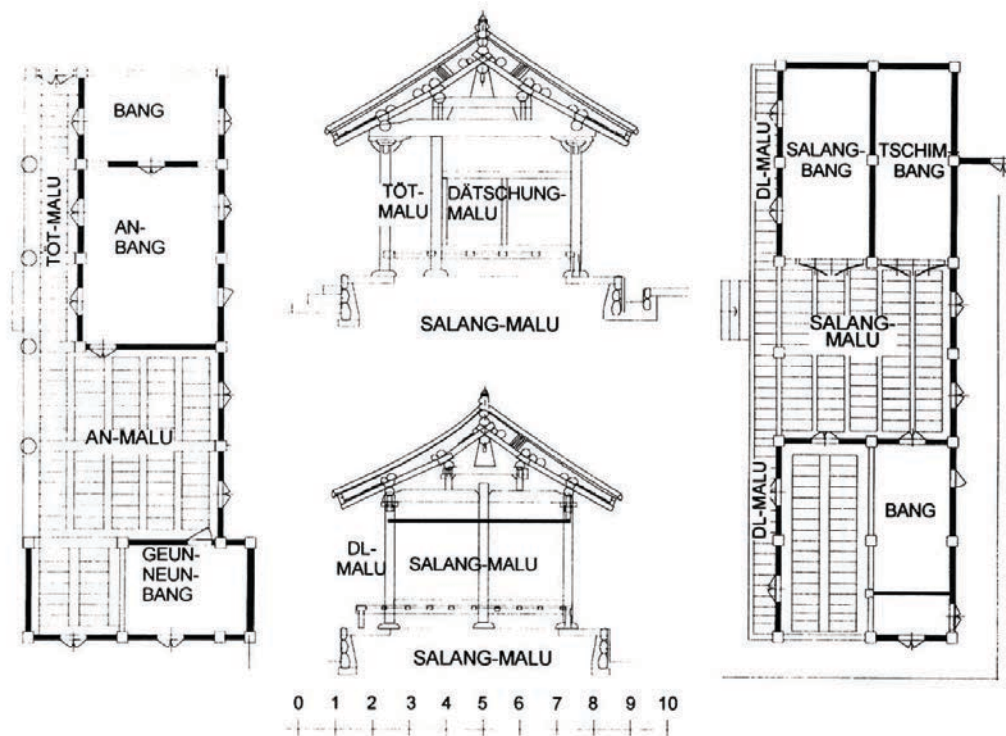 BANG
TÖT-MALU
AN-
BANG
AN-MALU
GEUN-
NEUN-
BANG
TÖT-
MALU
DÄTSCHUNG-
MALU
SALANG-MALU
DL-
MALU
SALANG-MALU
SALANG-MALU
0 1 2 3 4 5 6 7 8 9 10
DL-MALU
SALANG-
BANG
TSCHIM-
BANG
SALANG-
MALU
DL-MALU
BANG